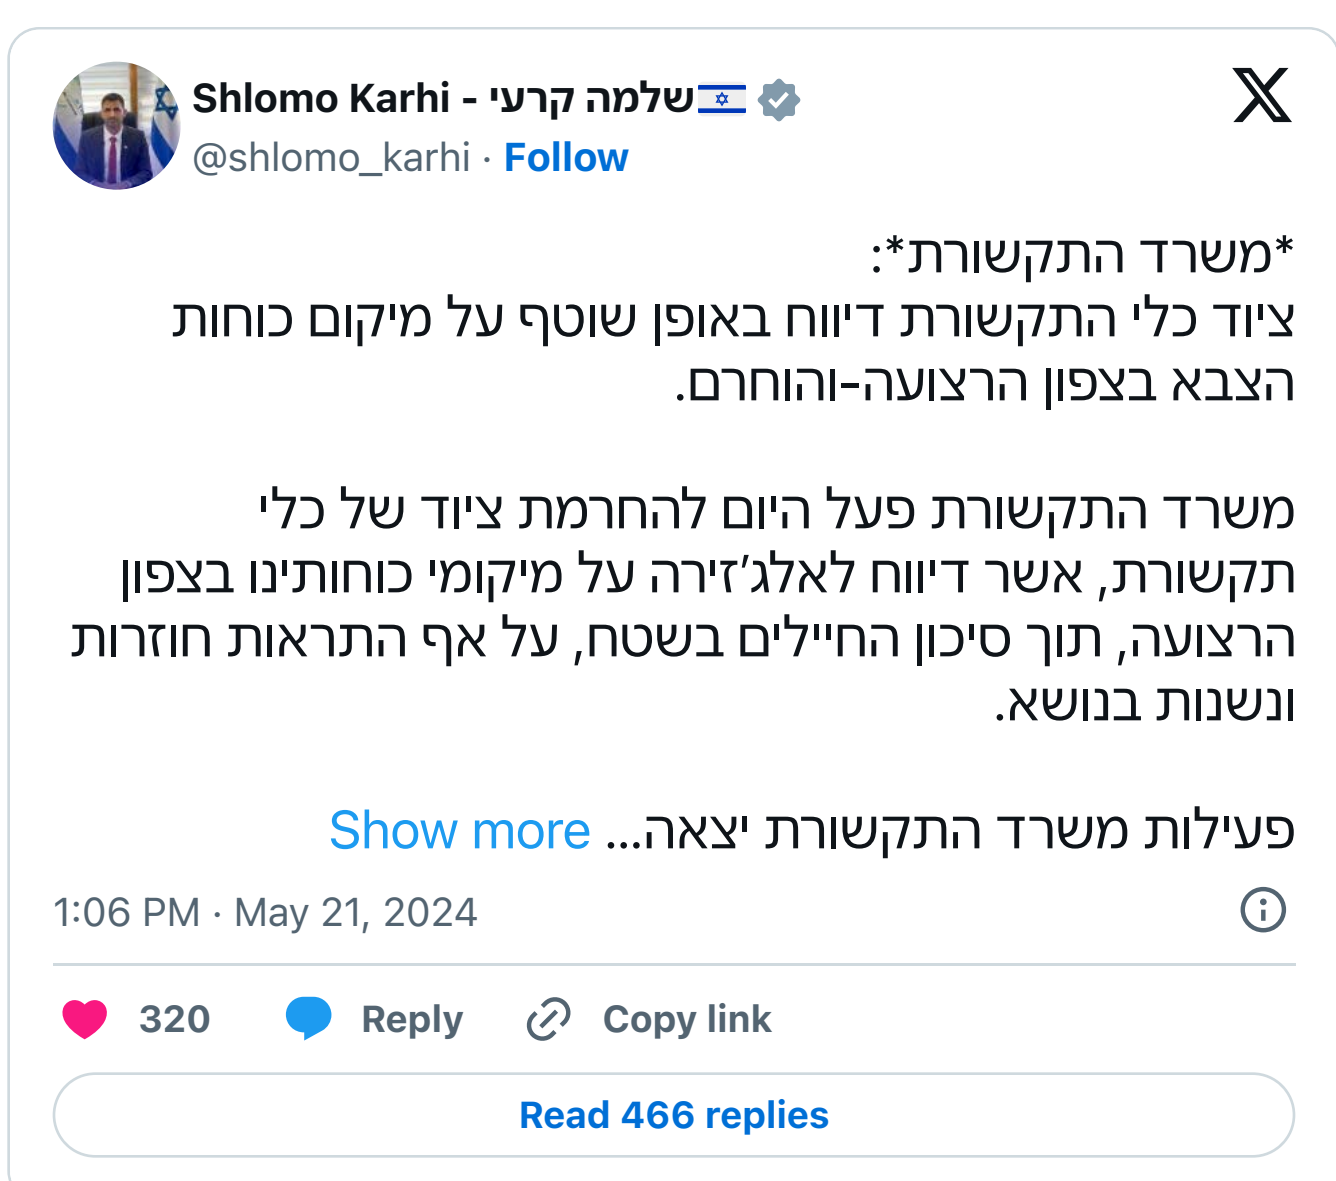 Shlomo Karhi - שלמה קרעי🇮🇱
@shlomo_karhi · Follow
*משרד התקשורת*:
ציוד כלי התקשורת דיווח באופן שוטף על מיקום כוחות
הצבא בצפון הרצועה-והוחרם.
משרד התקשורת פעל היום להחרמת ציוד של כלי
תקשורת, אשר דיווח לאלג׳זירה על מיקומי כוחותינו בצפון
הרצועה, תוך סיכון החיילים בשטח, על אף התראות חוזרות
ונשנות בנושא.
פעילות משרד התקשורת יצאה... Show more
1:06 PM · May 21, 2024
320 Reply Copy link
Read 466 replies